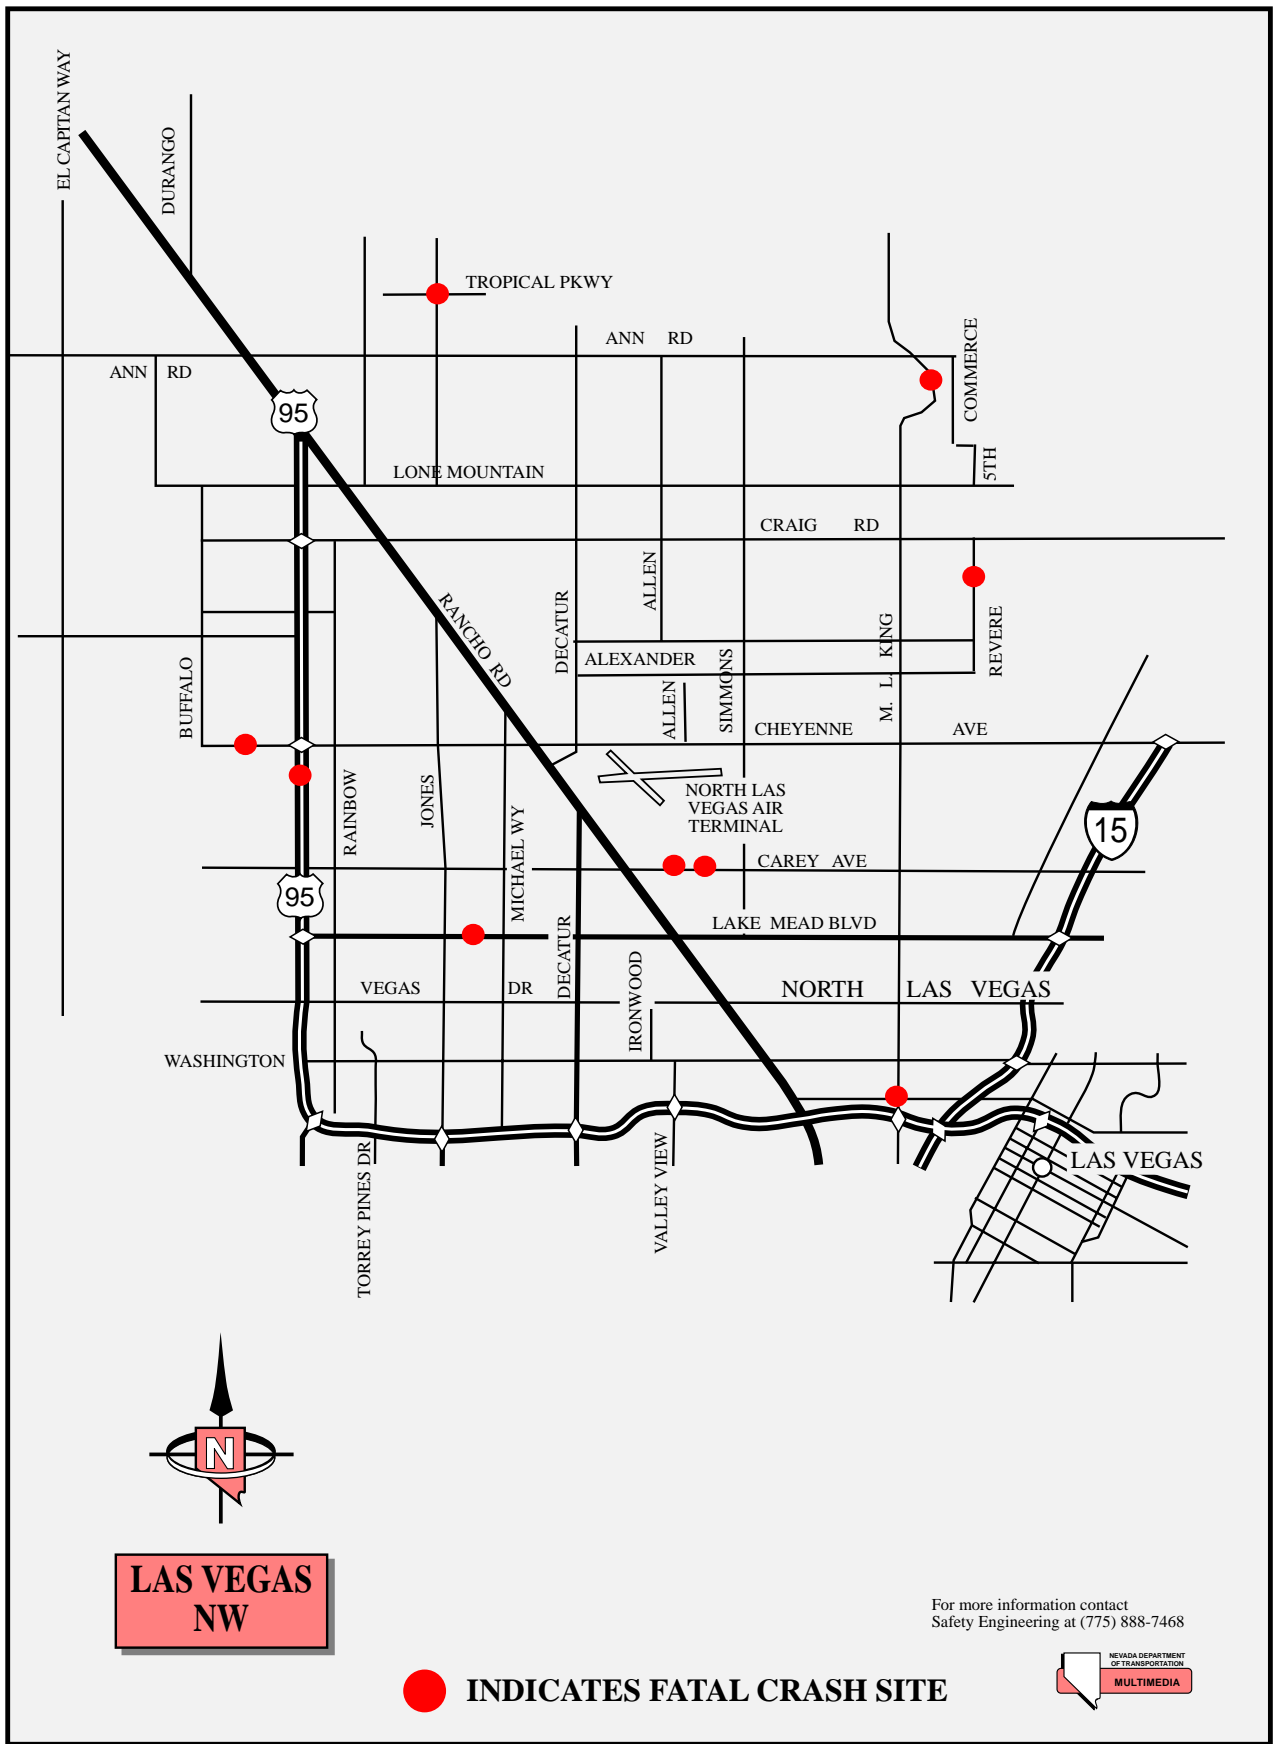 EL CAPITAN WAY
DURANGO
TROPICAL PKWY
ANN RD
ANN RD
COMMERCE
95
LONE MOUNTAIN
5TH
CRAIG RD
ALLEN
RANCHO RD
DECATUR
M. L. KING
REVERE
ALEXANDER
SIMMONS
BUFFALO
ALLEN
CHEYENNE AVE
RAINBOW
JONES
NORTH LAS
VEGAS AIR
TERMINAL
MICHAEL WY
15
CAREY AVE
95
LAKE MEAD BLVD
DECATUR
IRONWOOD
VEGAS DR
NORTH LAS VEGAS
WASHINGTON
TORREY PINES DR
VALLEY VIEW
LAS VEGAS
N
LAS VEGAS
NW
For more information contact
Safety Engineering at (775) 888-7468
NEVADA DEPARTMENT
OF TRANSPORTATION
MULTIMEDIA
INDICATES FATAL CRASH SITE